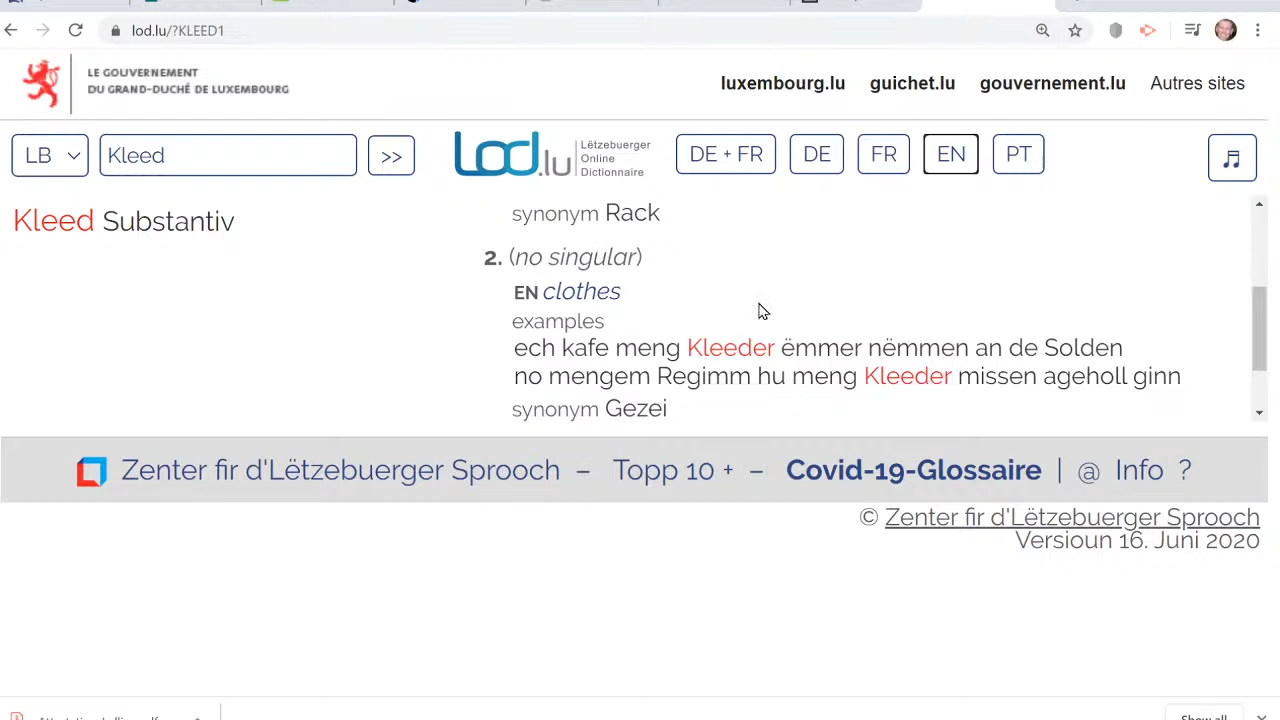 lod.lu/?KLEED1
LE GOUVERNEMENT
DU GRAND-DUCHÉ DE LUXEMBOURG
luxembourg.lu guichet.lu gouvernement.lu Autres sites
LB Kleed >> Lod.lu Lëtzebuerger Online Dictionnaire DE + FR DE FR EN PT
Kleed Substantiv
synonym Rack
2. (no singular)
EN clothes
examples
ech kafe meng Kleeder ëmmer nëmmen an de Solden
no mengem Regimm hu meng Kleeder missen ageholl ginn
synonym Gezei
Zenter fir d'Lëtzebuerger Sprooch – Topp 10 + – Covid-19-Glossaire | @ Info ?
© Zenter fir d'Lëtzebuerger Sprooch
Versioun 16. Juni 2020
Show all